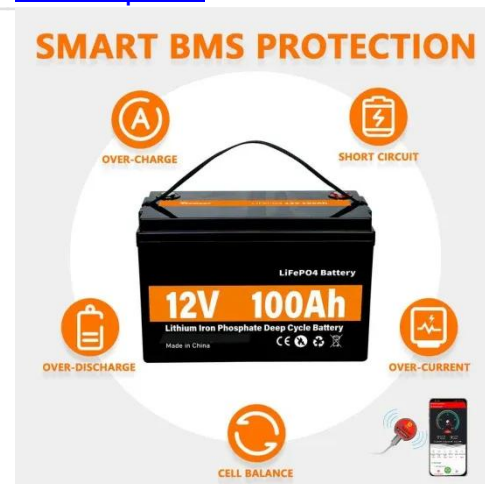 SMART BMS PROTECTION
OVER-CHARGE
SHORT CIRCUIT
LiFePO4 Battery
12V 100Ah
Lithium Iron Phosphate Deep Cycle Battery
Made in China
CE
OVER-DISCHARGE
OVER-CURRENT
CELL BALANCE